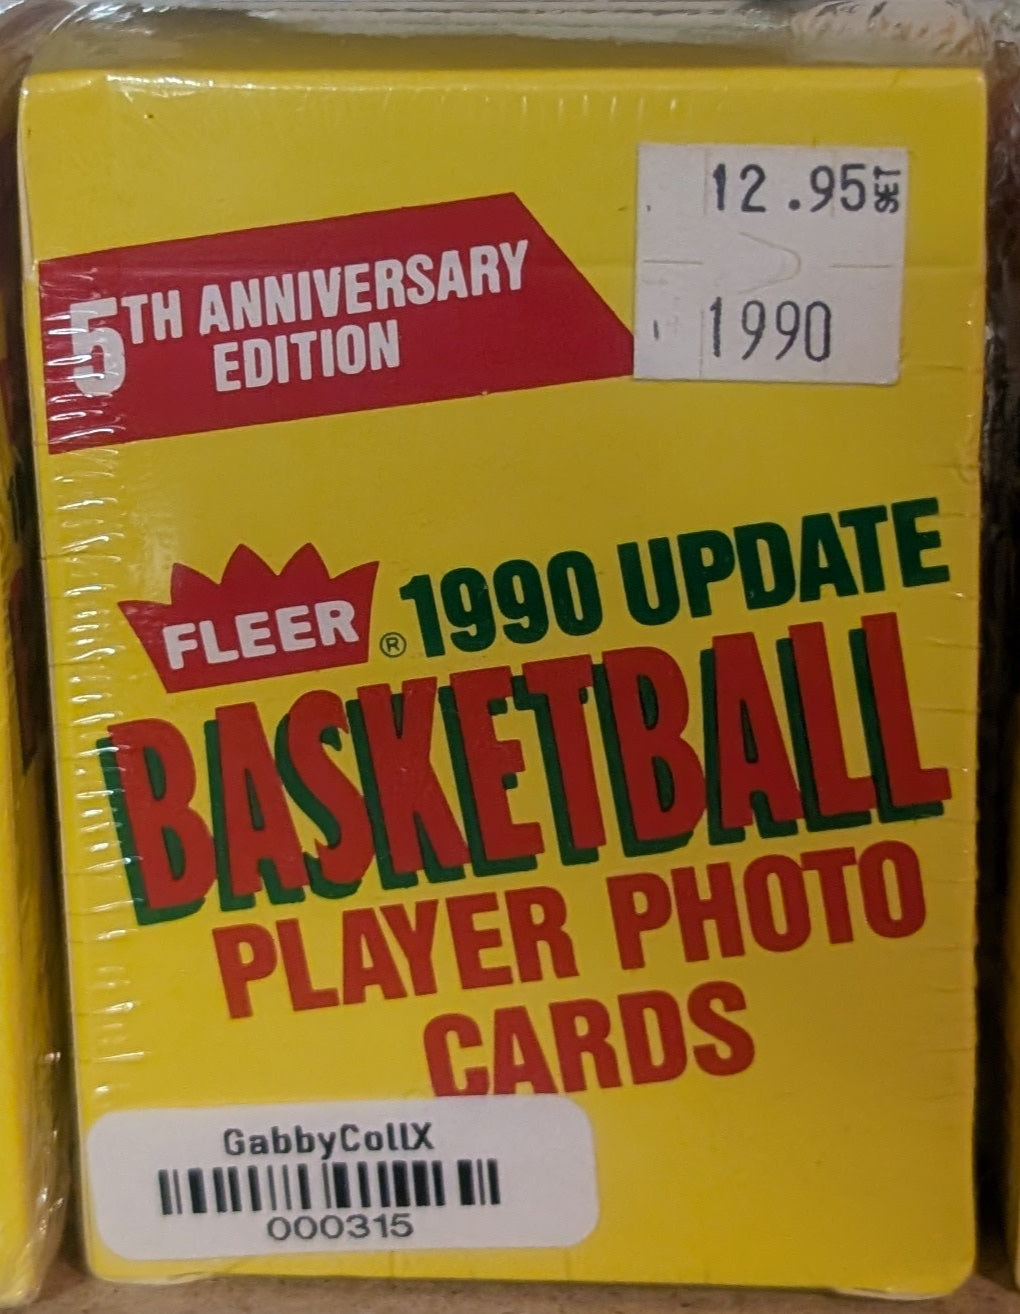 12.95 SET
1990
5TH ANNIVERSARY
EDITION
FLEER ® 1990 UPDATE
BASKETBALL
PLAYER PHOTO
CARDS
GabbyCollX
000315